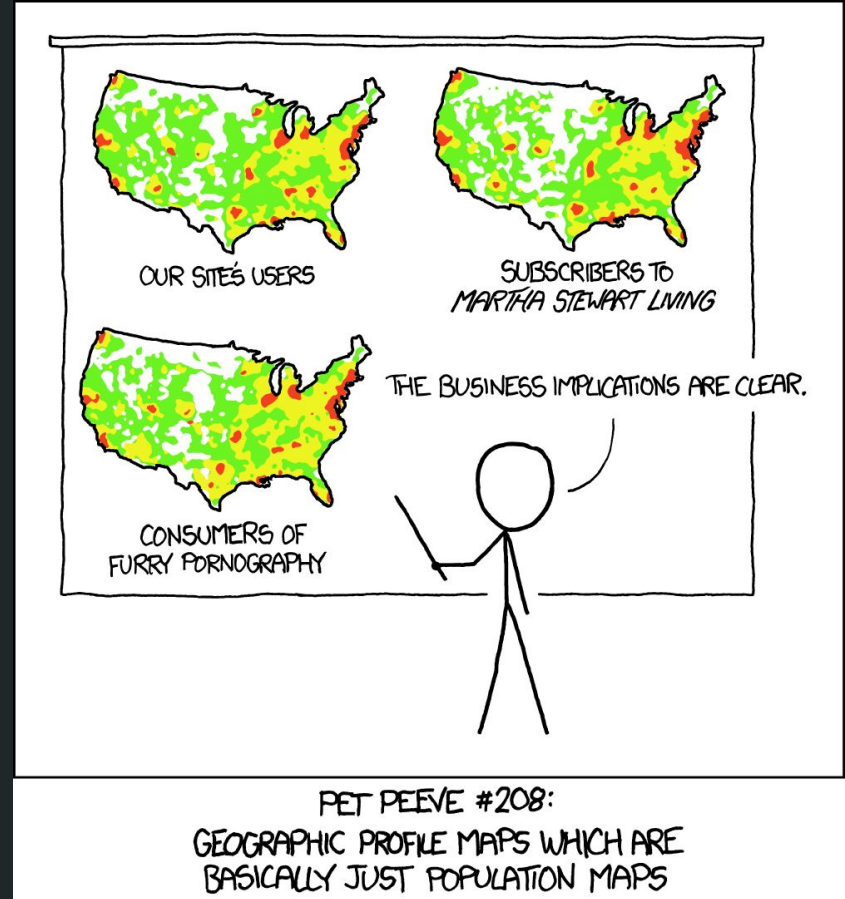 OUR SITE'S USERS
SUBSCRIBERS TO
MARTHA STEWART LIVING
CONSUMERS OF
FURRY PORNOGRAPHY
THE BUSINESS IMPLICATIONS ARE CLEAR.
PET PEEVE #208:
GEOGRAPHIC PROFILE MAPS WHICH ARE
BASICALLY JUST POPULATION MAPS